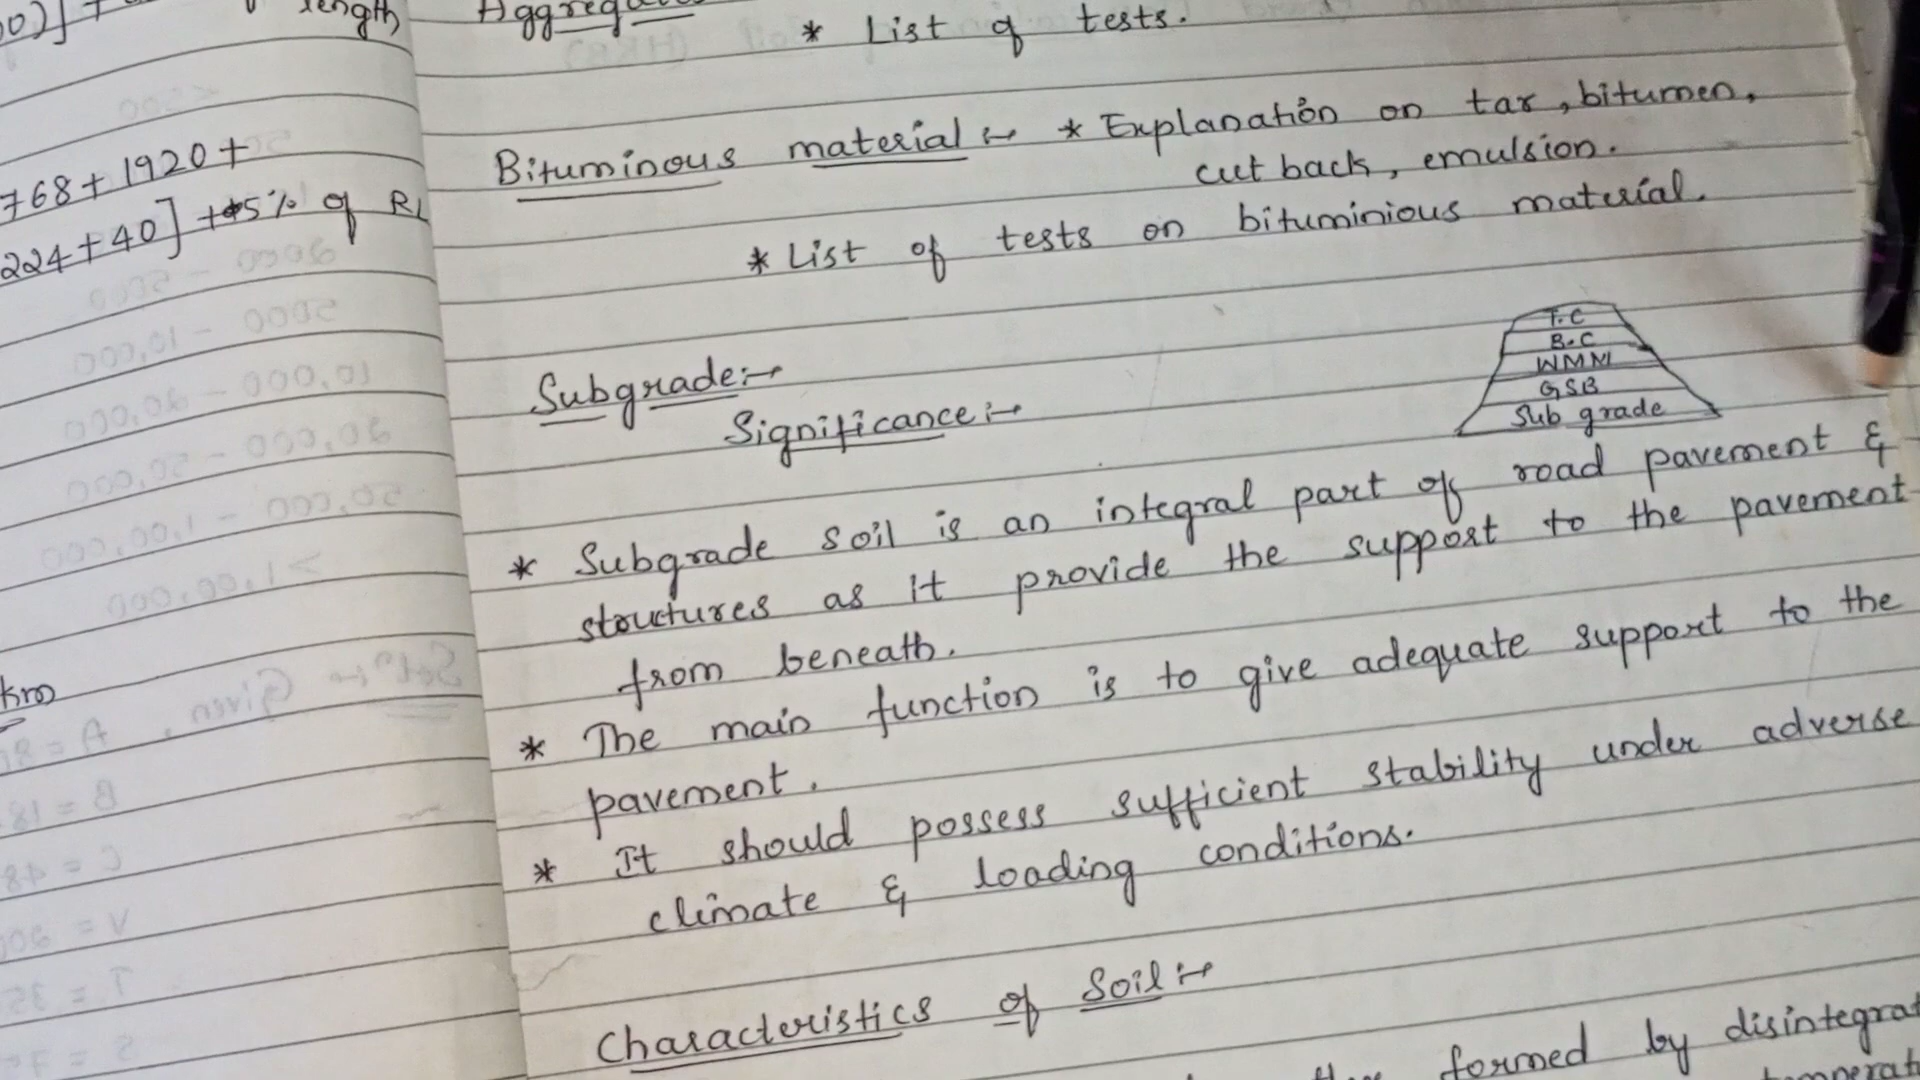 length
768 + 1920 +
224 + 40] + 5% of RL
km
* List of tests.
Bituminous material :- * Explanation on tar, bitumen,
cut back, emulsion.
* List of tests on bituminious material.
T.C
B.C
WMM
GSB
Sub grade
Subgrade:-
Significance:-
* Subgrade soil is an integral part of road pavement &
structures as it provide the support to the pavement
from beneath.
* The main function is to give adequate support to the
pavement.
* It should possess sufficient stability under adverse
climate & loading conditions.
Characteristics of Soil:-
formed by